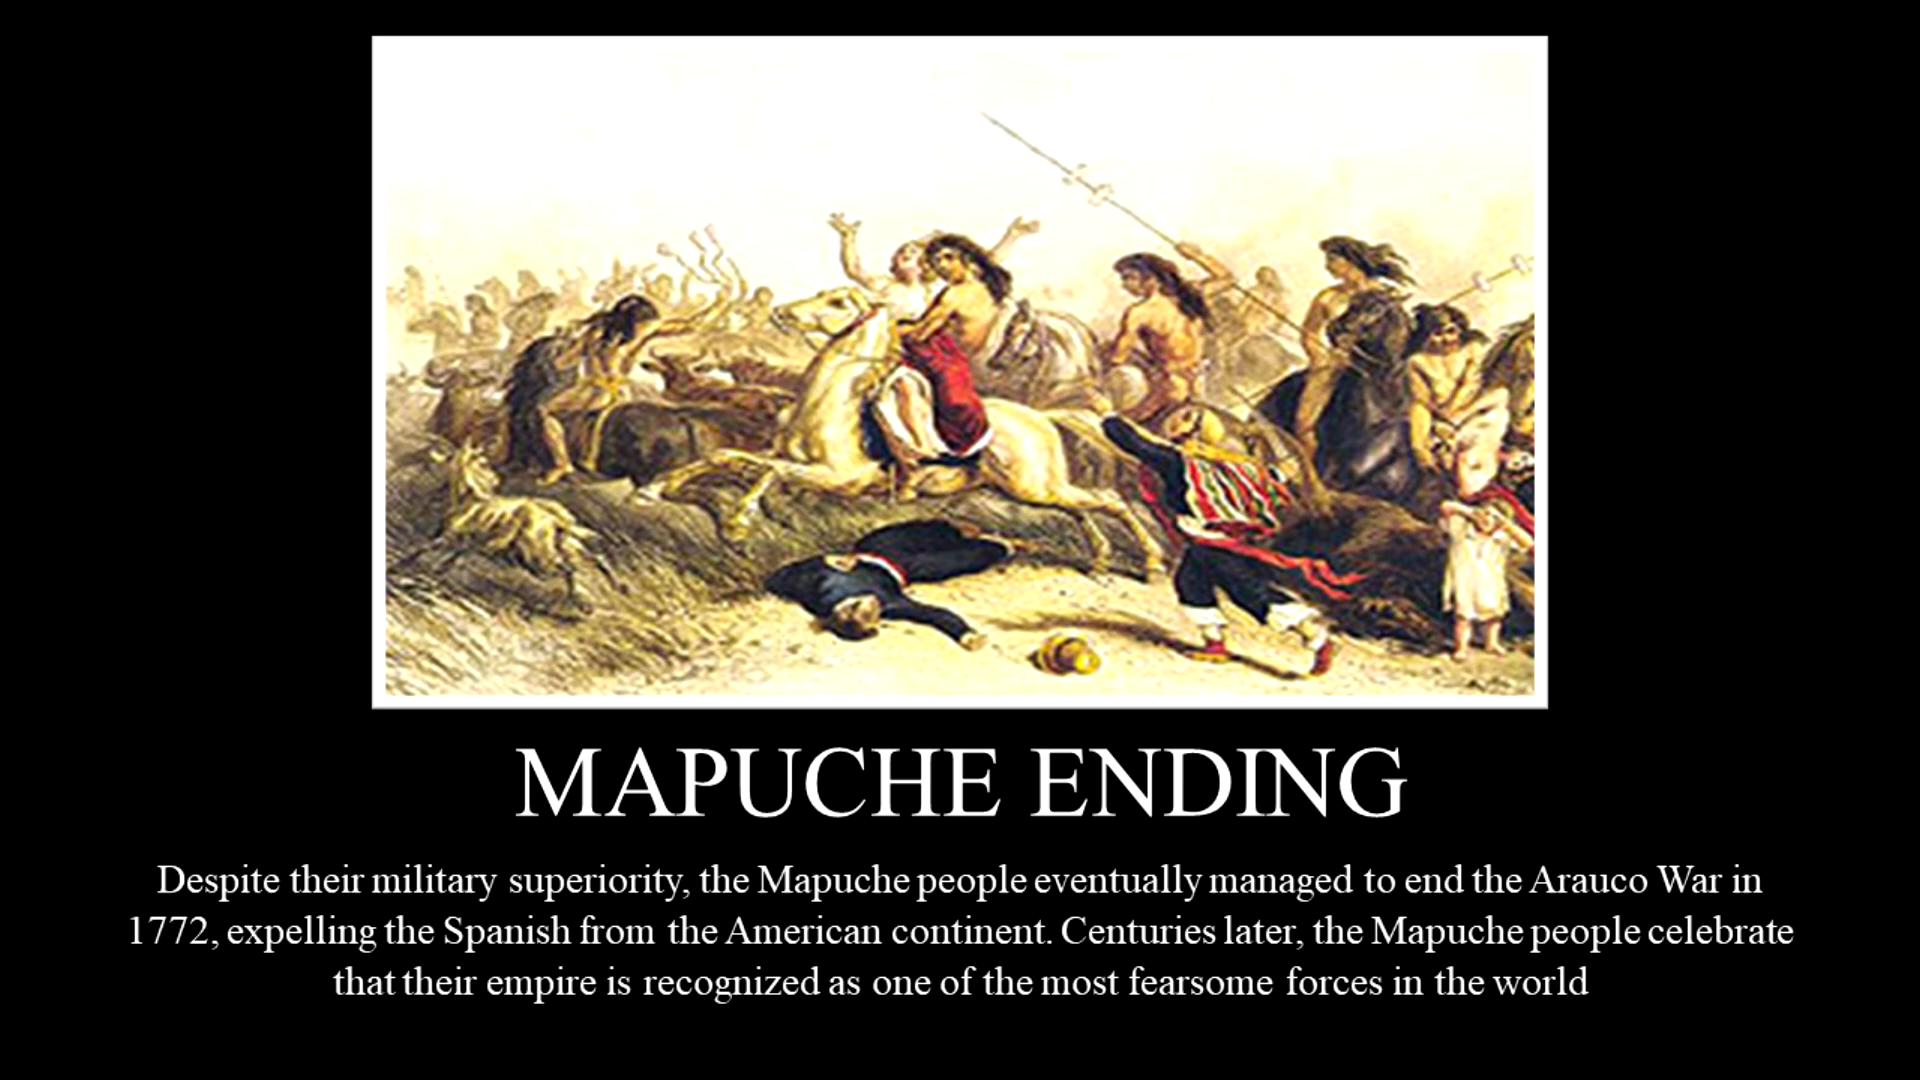 MAPUCHE ENDING
Despite their military superiority, the Mapuche people eventually managed to end the Arauco War in
1772, expelling the Spanish from the American continent. Centuries later, the Mapuche people celebrate
that their empire is recognized as one of the most fearsome forces in the world